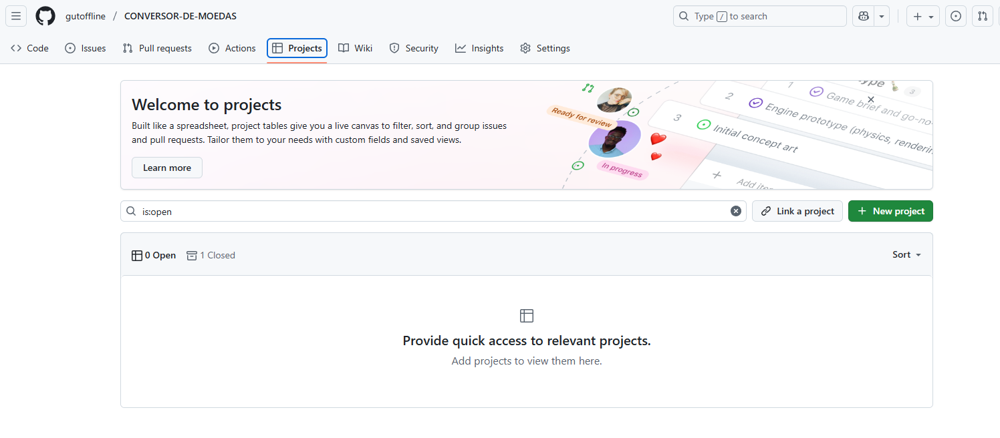 gutoffline / CONVERSOR-DE-MOEDAS
Type / to search
Code Issues Pull requests Actions Projects Wiki Security Insights Settings
Welcome to projects
Built like a spreadsheet, project tables give you a live canvas to filter, sort, and group issues
and pull requests. Tailor them to your needs with custom fields and saved views.
Learn more
Ready for review
In progress
3
1 Game brief and go-no-
2 Engine prototype (physics, renderin
3 Initial concept art
+ Add
is:open
Link a project
New project
0 Open 1 Closed
Sort
Provide quick access to relevant projects.
Add projects to view them here.